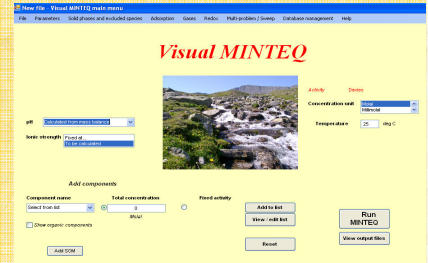 New file - Visual MINTEQ main menu
File Parameters Solid phases and excluded species Adsorption Gases Redox Multi-problem / Sweep Database management Help
Visual MINTEQ
Activity Davies
Concentration unit Molal
Millimolal
pH Calculated from mass balance
Temperature 25 deg C
Ionic strength Fixed at...
To be calculated
Add components
Component name Total concentration Fixed activity
Select from list 0 Add to list
Molal View / edit list
Show organic components
Run
MINTEQ
Add SOM Reset View output files